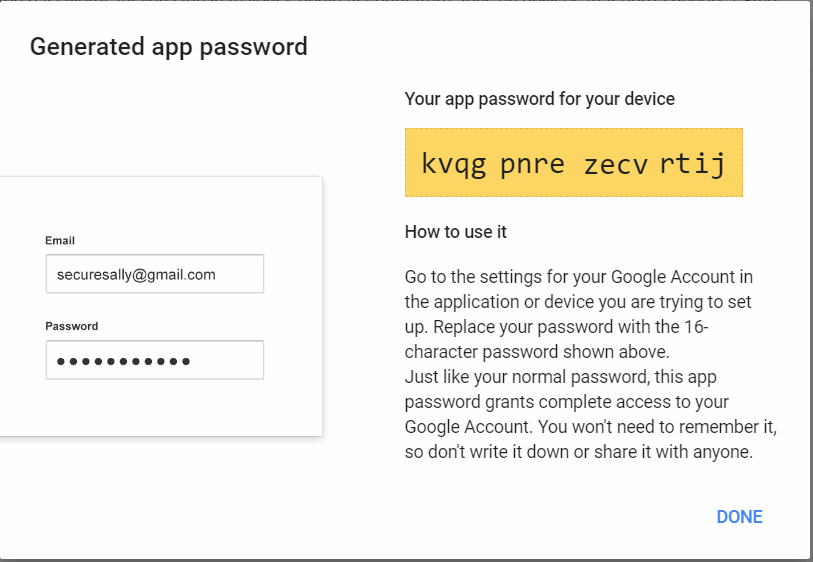 Generated app password
Your app password for your device
kvqg pnre zecv rtij
Email
securesally@gmail.com
Password
How to use it
Go to the settings for your Google Account in
the application or device you are trying to set
up. Replace your password with the 16-
character password shown above.
Just like your normal password, this app
password grants complete access to your
Google Account. You won't need to remember it,
so don't write it down or share it with anyone.
DONE